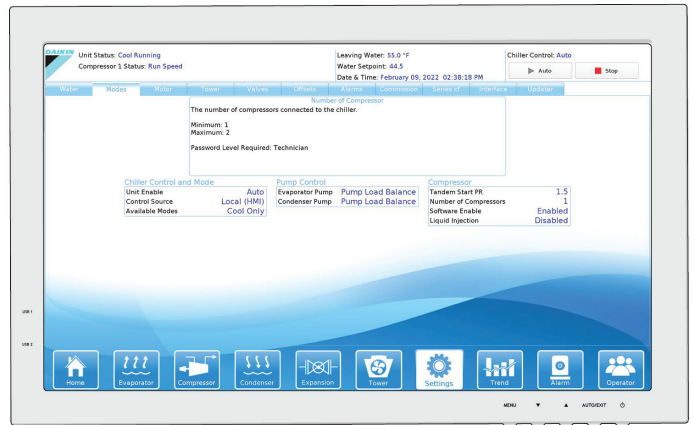 DAIKIN
Unit Status: Cool Running
Compressor 1 Status: Run Speed
Leaving Water: 55.0 °F
Water Setpoint: 44.5
Date & Time: February 09, 2022 02:38:18 PM
Chiller Control: Auto
Auto
Stop
Water Modes Motor Tower Valves Offsets Alarms Commission Series cf Interface Updater
Number of Compressor
The number of compressors connected to the chiller.
Minimum: 1
Maximum: 2
Password Level Required: Technician
Chiller Control and Mode
Unit Enable Auto
Control Source Local (HMI)
Available Modes Cool Only
Pump Control
Evaporator Pump Pump Load Balance
Condenser Pump Pump Load Balance
Compressor
Tandem Start PR 1.5
Number of Compressors 1
Software Enable Enabled
Liquid Injection Disabled
USB 1
USB 2
Home Evaporator Compressor Condenser Expansion Tower Settings Trend Alarm Operator
MENU ▼ ▲ AUTO/EXIT